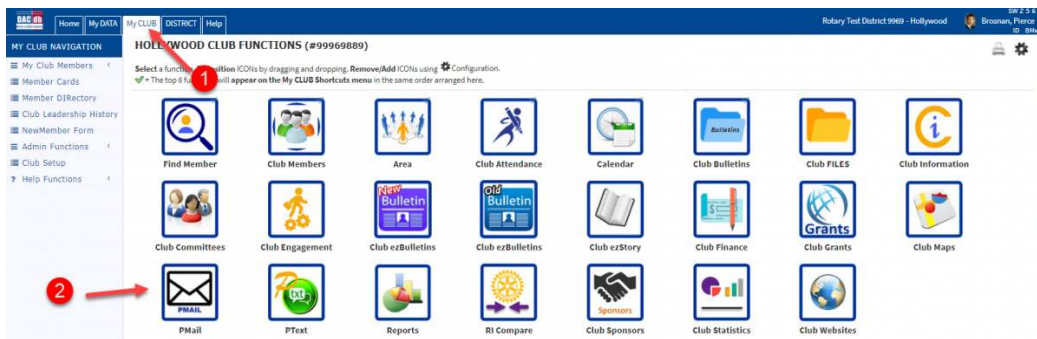 DACdb
Home
My DATA
My CLUB
DISTRICT
Help
Rotary Test District 9969 - Hollywood
SW Z 5 6
Brosnan, Pierce
MY CLUB NAVIGATION
My Club Members
Member Cards
Member DIRectory
Club Leadership History
NewMember Form
Admin Functions
Club Setup
? Help Functions
HOLLYWOOD CLUB FUNCTIONS (#99969889)
Select a function ICONs by dragging and dropping. Remove/Add ICONs using Configuration.
= The top 8 will appear on the My CLUB Shortcuts menu in the same order arranged here.
1
Find Member
Club Members
Area
Club Attendance
Calendar
Bulletins
Club Bulletins
Club FILES
Club Information
Club Committees
Club Engagement
New Bulletin
Club ezBulletins
Old Bulletin
Club ezBulletins
Club ezStory
Club Finance
Grants
Club Grants
Club Maps
2
PMAIL
PMail
txt
PText
Reports
RI Compare
Sponsors
Club Sponsors
Club Statistics
Club Websites